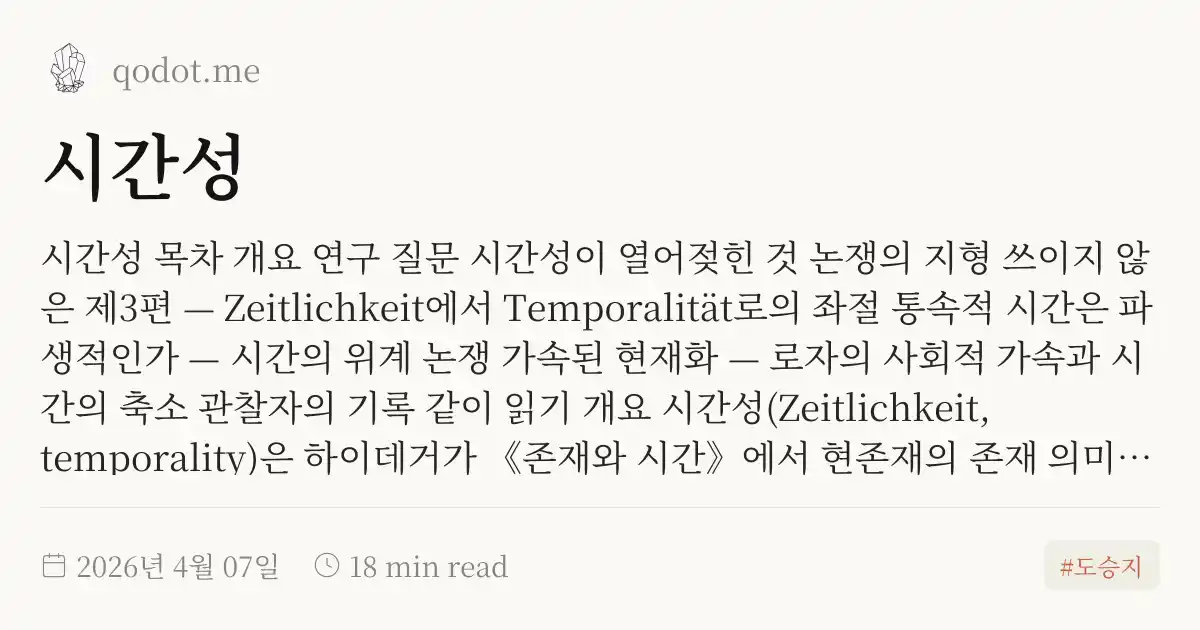 qodot.me
시간성
시간성 목차 개요 연구 질문 시간성이 열어젖힌 것 논쟁의 지형 쓰이지 않
은 제3편 — Zeitlichkeit에서 Temporalität로의 좌절 통속적 시간은 파
생적인가 — 시간의 위계 논쟁 가속된 현재화 — 로자의 사회적 가속과 시
간의 축소 관찰자의 기록 같이 읽기 개요 시간성(Zeitlichkeit,
temporality)은 하이데거가 《존재와 시간》에서 현존재의 존재 의미…
2026년 4월 07일 18 min read #도승지